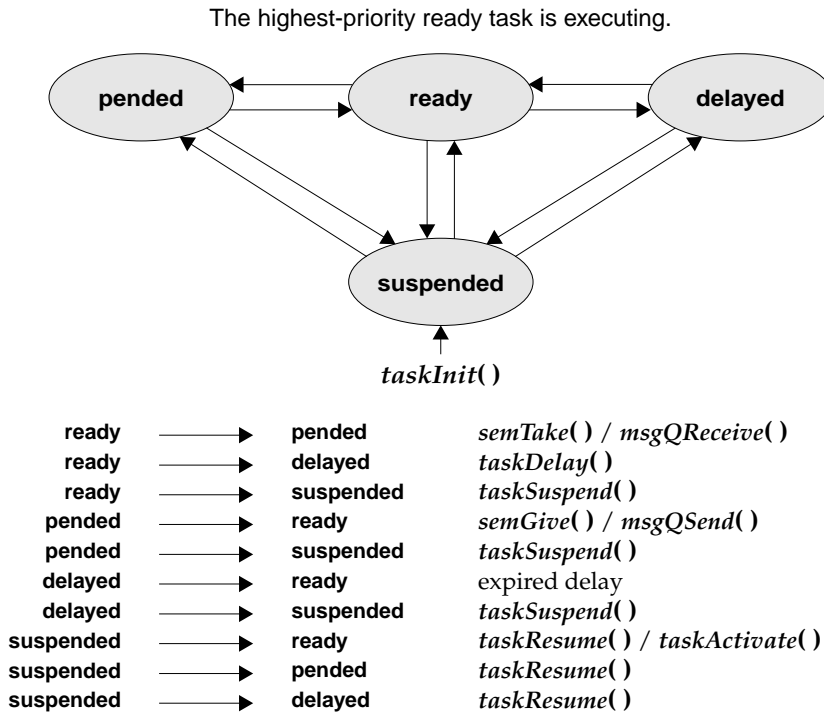 The highest-priority ready task is executing.
pended
ready
delayed
suspended
taskInit( )
ready pended semTake( ) / msgQReceive( )
ready delayed taskDelay( )
ready suspended taskSuspend( )
pended ready semGive( ) / msgQSend( )
pended suspended taskSuspend( )
delayed ready expired delay
delayed suspended taskSuspend( )
suspended ready taskResume( ) / taskActivate( )
suspended pended taskResume( )
suspended delayed taskResume( )